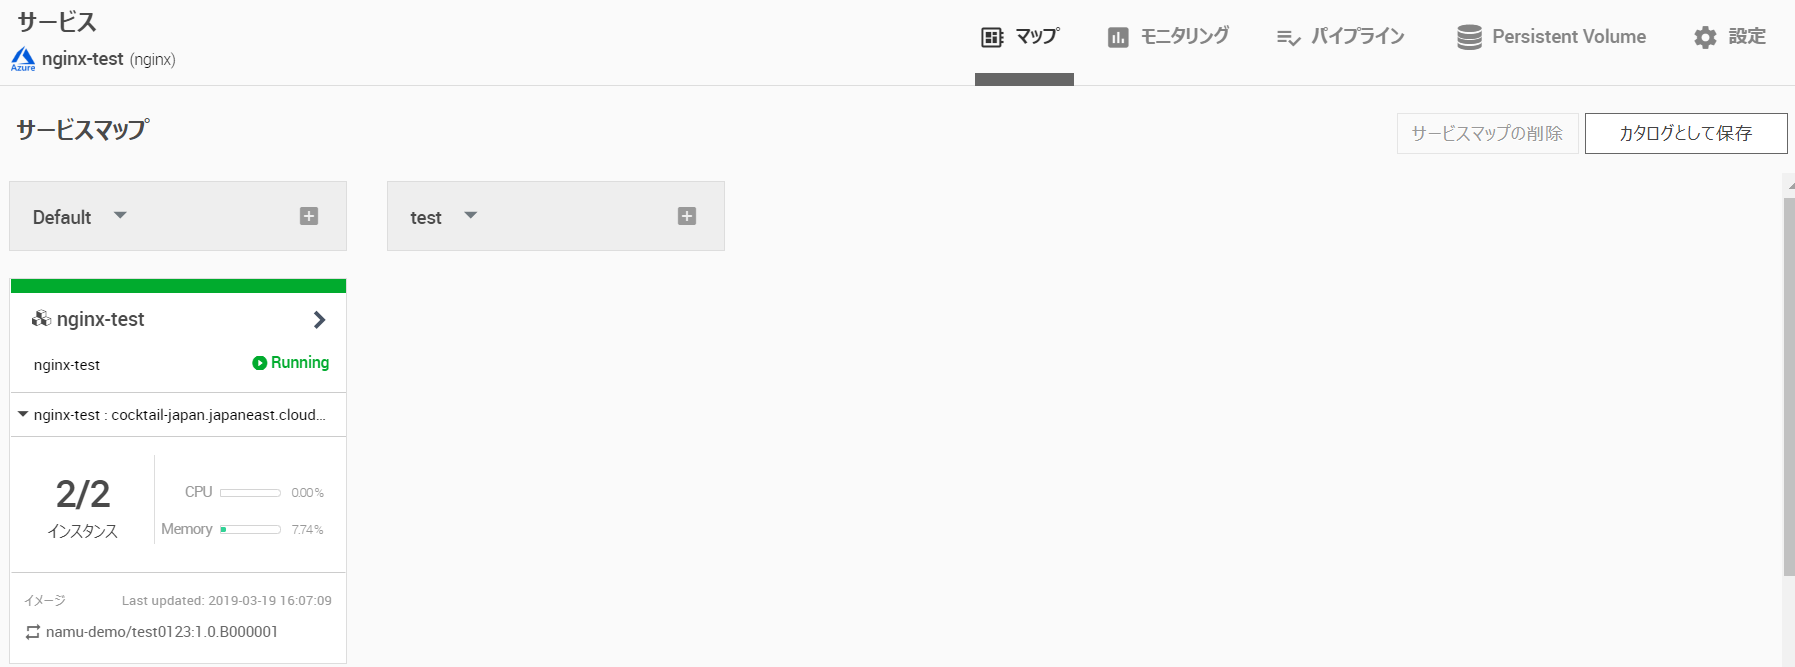 サービス
Azure nginx-test (nginx)
マップ
モニタリング
パイプライン
Persistent Volume
設定
サービスマップ
サービスマップの削除
カタログとして保存
Default
test
nginx-test
nginx-test
Running
nginx-test : cocktail-japan.japaneast.cloud...
2/2
インスタンス
CPU 0.00%
Memory 7.74%
イメージ
Last updated: 2019-03-19 16:07:09
namu-demo/test0123:1.0.B000001